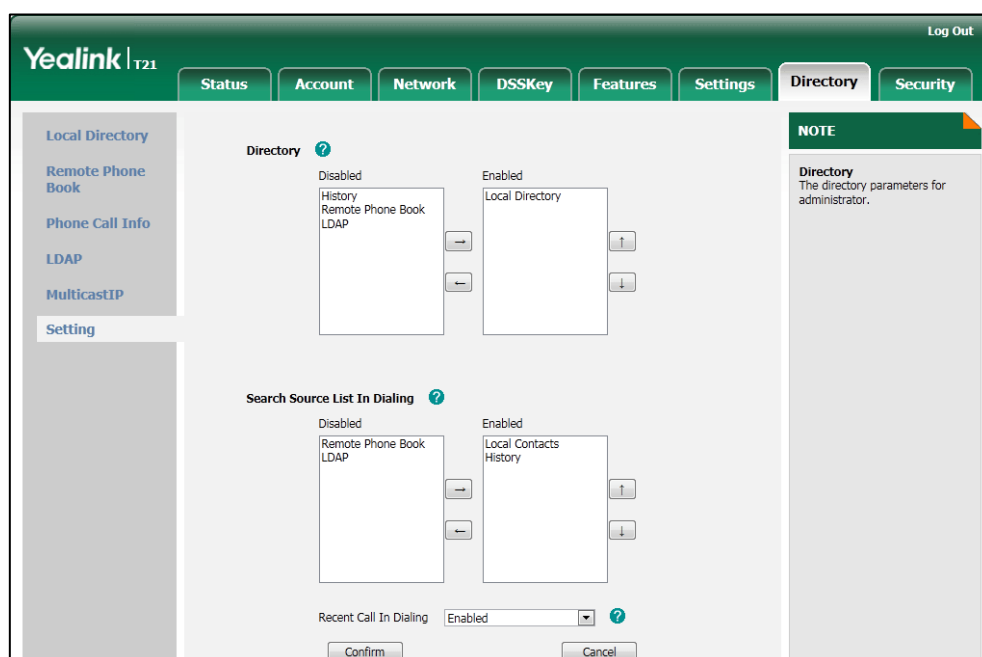 Log Out
Yealink T21
Status Account Network DSSKey Features Settings Directory Security
Local Directory
Remote Phone
Book
Phone Call Info
LDAP
MulticastIP
Setting
Directory ?
Disabled Enabled
History
Remote Phone Book
LDAP
Local Directory
→
←
↑
↓
Search Source List In Dialing ?
Disabled Enabled
Remote Phone Book
LDAP
Local Contacts
History
→
←
↑
↓
Recent Call In Dialing Enabled ?
Confirm Cancel
NOTE
Directory
The directory parameters for
administrator.